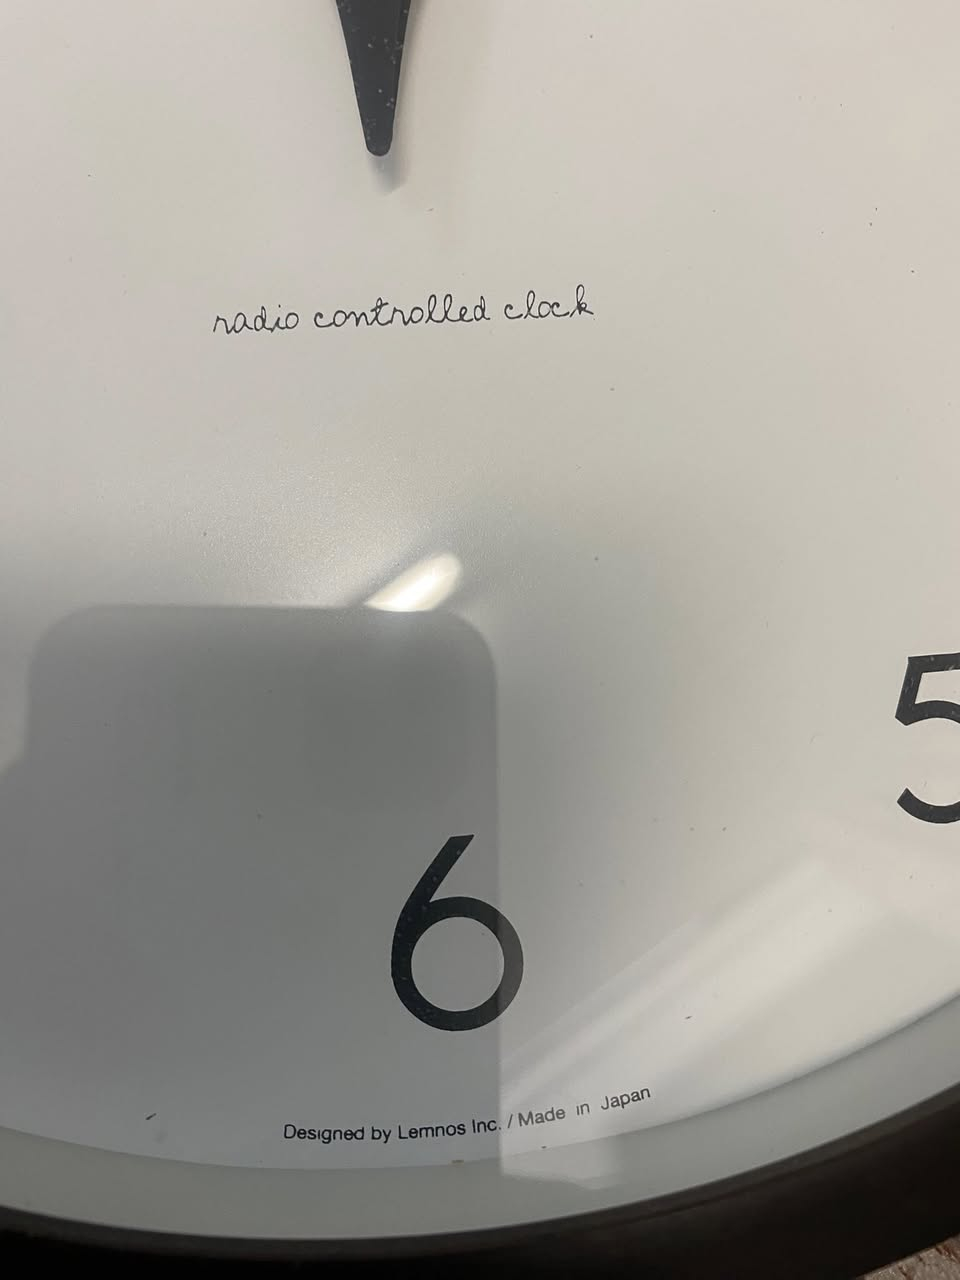 radio controlled clock
5
6
Designed by Lemnos Inc. / Made in Japan